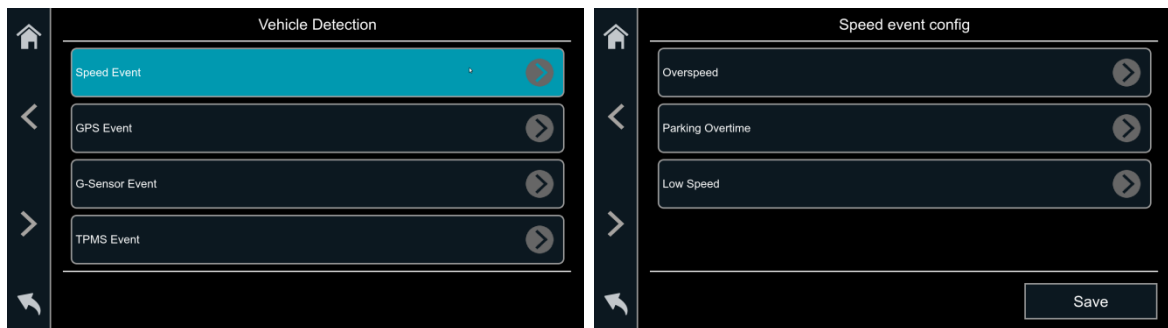 Vehicle Detection
Speed Event
GPS Event
G-Sensor Event
TPMS Event
Speed event config
Overspeed
Parking Overtime
Low Speed
Save